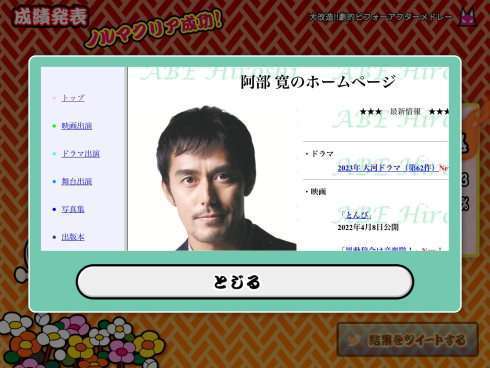 成績発表
ノルマクリア成功!
大改造!!劇的ビフォーアフターメドレー
阿部 寛のホームページ
トップ
映画出演
ドラマ出演
舞台出演
写真集
出版本
★★★ 最新情報 ★★★
・ドラマ
2023年 大河ドラマ(第62作)
・映画
「とんび」
2022年4月8日公開
とじる
結果をツイートする